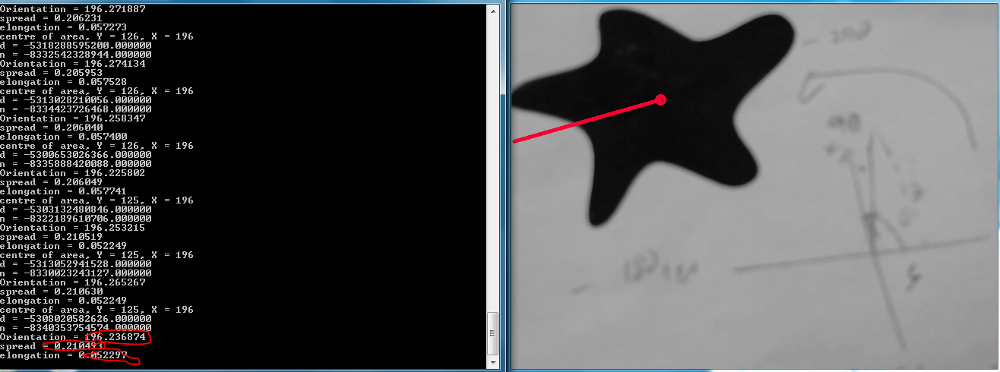 Orientation = 196.271887
spread = 0.206231
elongation = 0.057273
centre of area, Y = 126, X = 196
d = -5318288595200.000000
n = -8332542328944.000000
Orientation = 196.274134
spread = 0.205953
elongation = 0.057528
centre of area, Y = 126, X = 196
d = -5313028210056.000000
n = -8334423726468.000000
Orientation = 196.258347
spread = 0.206040
elongation = 0.057400
centre of area, Y = 126, X = 196
d = -5300653026366.000000
n = -8335888420088.000000
Orientation = 196.225802
spread = 0.206049
elongation = 0.057741
centre of area, Y = 125, X = 196
d = -5303132480846.000000
n = -8322189610706.000000
Orientation = 196.253215
spread = 0.210519
elongation = 0.052249
centre of area, Y = 125, X = 196
d = -5313052941528.000000
n = -8330023243127.000000
Orientation = 196.265267
spread = 0.210630
elongation = 0.052249
centre of area, Y = 125, X = 196
d = -5308020582626.000000
n = -8340353754574.000000
Orientation = 196.236874
spread = 0.210493
elongation = 0.052297